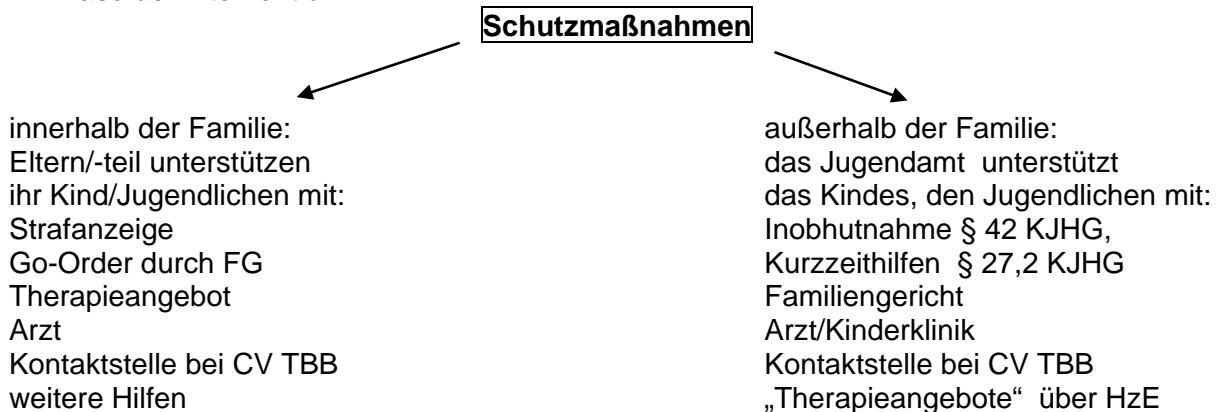 Schutzmaßnahmen
innerhalb der Familie:
Eltern/-teil unterstützen
ihr Kind/Jugendlichen mit:
Strafanzeige
Go-Order durch FG
Therapieangebot
Arzt
Kontaktstelle bei CV TBB
weitere Hilfen
außerhalb der Familie:
das Jugendamt unterstützt
das Kindes, den Jugendlichen mit:
Inobhutnahme § 42 KJHG,
Kurzzeithilfen § 27,2 KJHG
Familiengericht
Arzt/Kinderklinik
Kontaktstelle bei CV TBB
„Therapieangebote“ über HzE